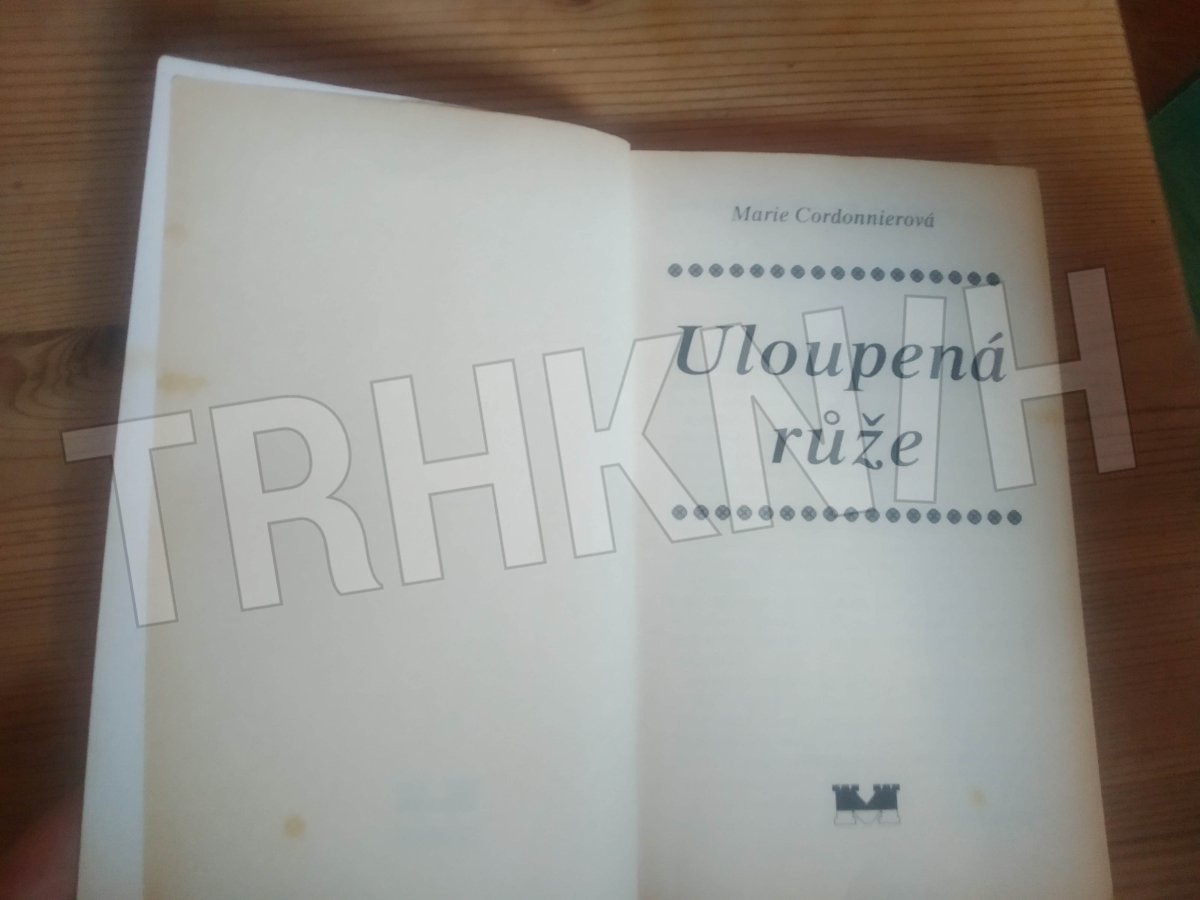 Marie Cordonnierová
Uloupená
růže
TRHKNIH